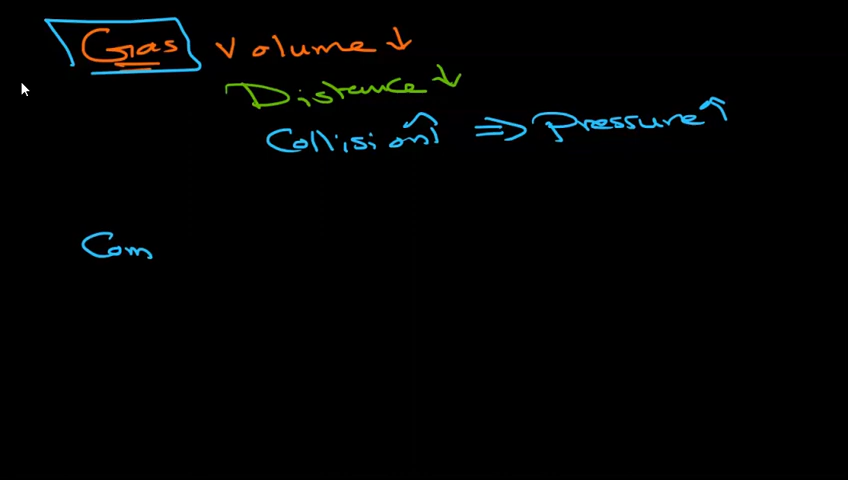 Gas Volume ↓
Distance ↓
Collision ↑ ⇒ Pressure ↑
Com